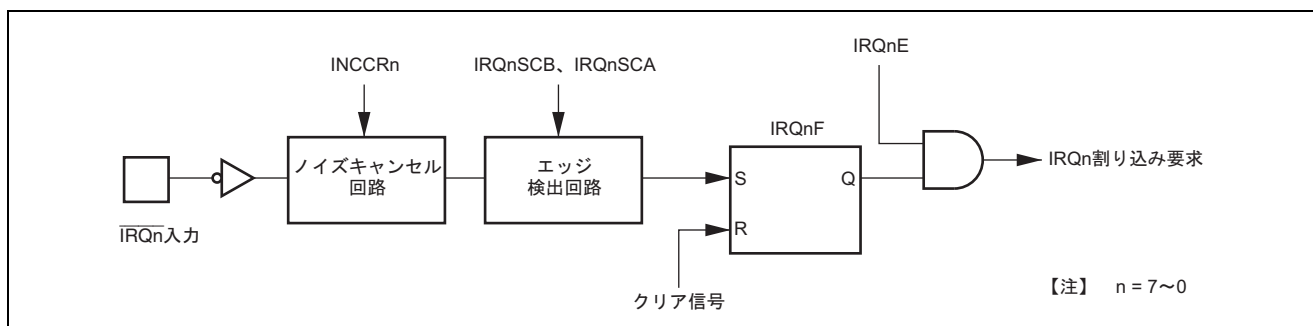 IRQnE
INCCRn
IRQnSCB、IRQnSCA
IRQnF
ノイズキャンセル
回路
エッジ
検出回路
S
Q
R
IRQn割り込み要求
IRQn入力
クリア信号
【注】 n = 7~0